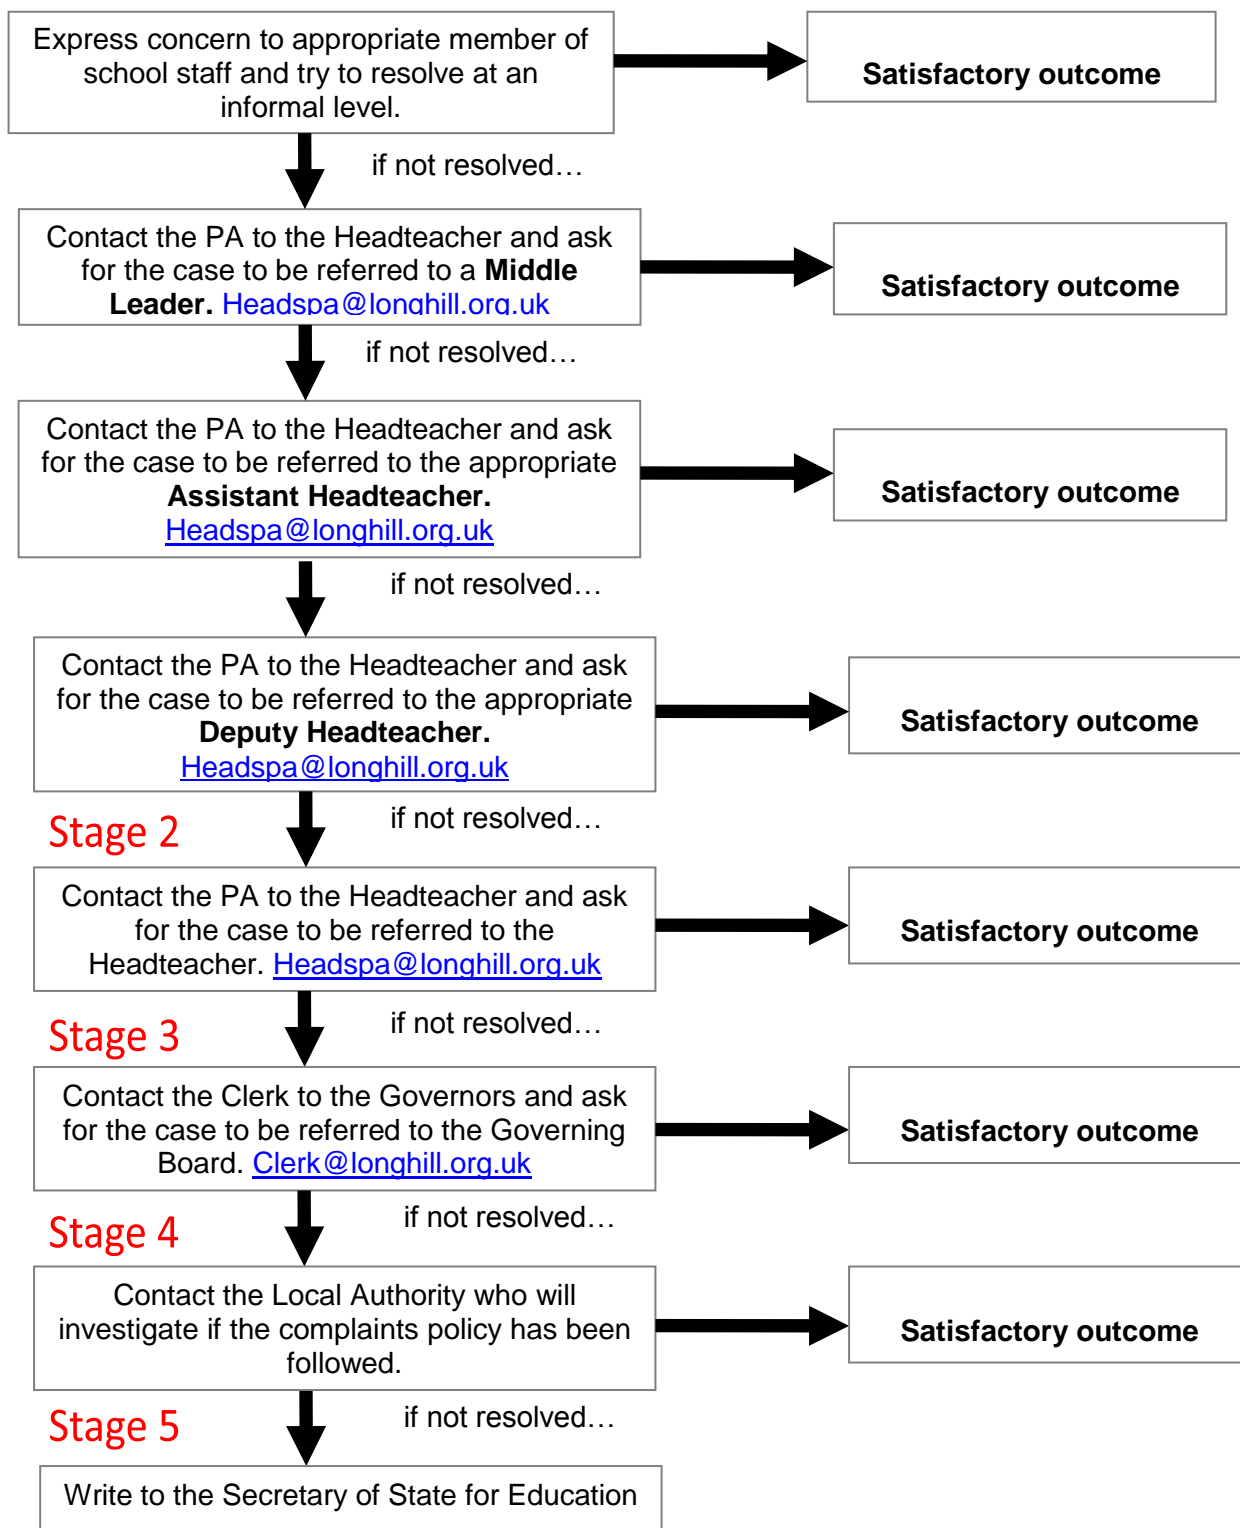 Express concern to appropriate member of
school staff and try to resolve at an
informal level.
Satisfactory outcome
if not resolved…
Contact the PA to the Headteacher and ask
for the case to be referred to a Middle
Leader. Headspa@longhill.org.uk
Satisfactory outcome
if not resolved…
Contact the PA to the Headteacher and ask
for the case to be referred to the appropriate
Assistant Headteacher.
Headspa@longhill.org.uk
Satisfactory outcome
if not resolved…
Contact the PA to the Headteacher and ask
for the case to be referred to the appropriate
Deputy Headteacher.
Headspa@longhill.org.uk
Satisfactory outcome
Stage 2
if not resolved…
Contact the PA to the Headteacher and ask
for the case to be referred to the
Headteacher. Headspa@longhill.org.uk
Satisfactory outcome
Stage 3
if not resolved…
Contact the Clerk to the Governors and ask
for the case to be referred to the Governing
Board. Clerk@longhill.org.uk
Satisfactory outcome
Stage 4
if not resolved…
Contact the Local Authority who will
investigate if the complaints policy has been
followed.
Satisfactory outcome
Stage 5
if not resolved…
Write to the Secretary of State for Education